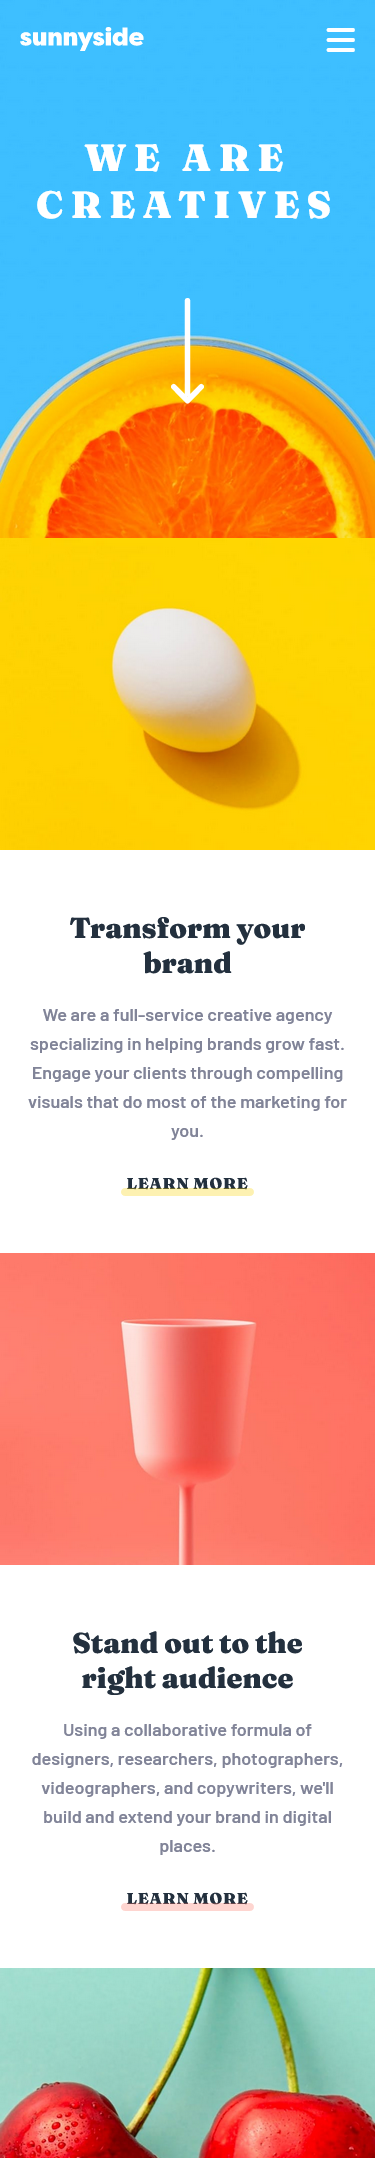 sunnyside
WE ARE
CREATIVES
Transform your
brand
We are a full-service creative agency
specializing in helping brands grow fast.
Engage your clients through compelling
visuals that do most of the marketing for
you.
LEARN MORE
Stand out to the
right audience
Using a collaborative formula of
designers, researchers, photographers,
videographers, and copywriters, we'll
build and extend your brand in digital
places.
LEARN MORE